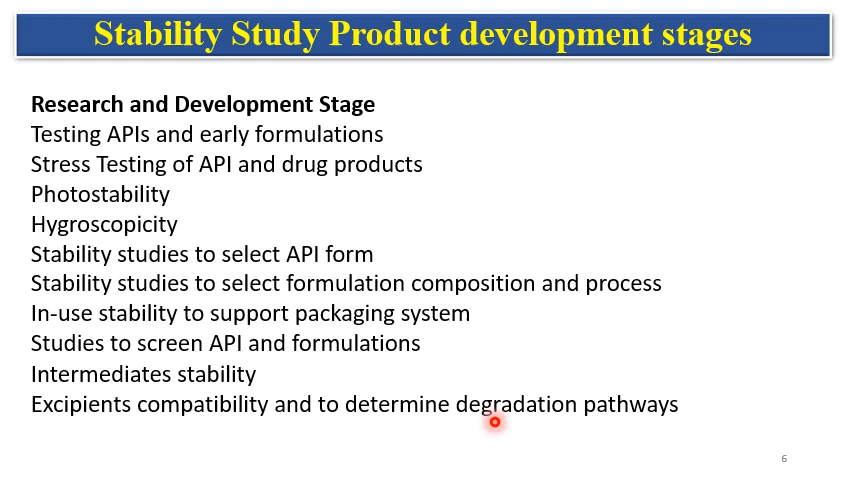 Stability Study Product development stages
Research and Development Stage
Testing APIs and early formulations
Stress Testing of API and drug products
Photostability
Hygroscopicity
Stability studies to select API form
Stability studies to select formulation composition and process
In-use stability to support packaging system
Studies to screen API and formulations
Intermediates stability
Excipients compatibility and to determine degradation pathways
6